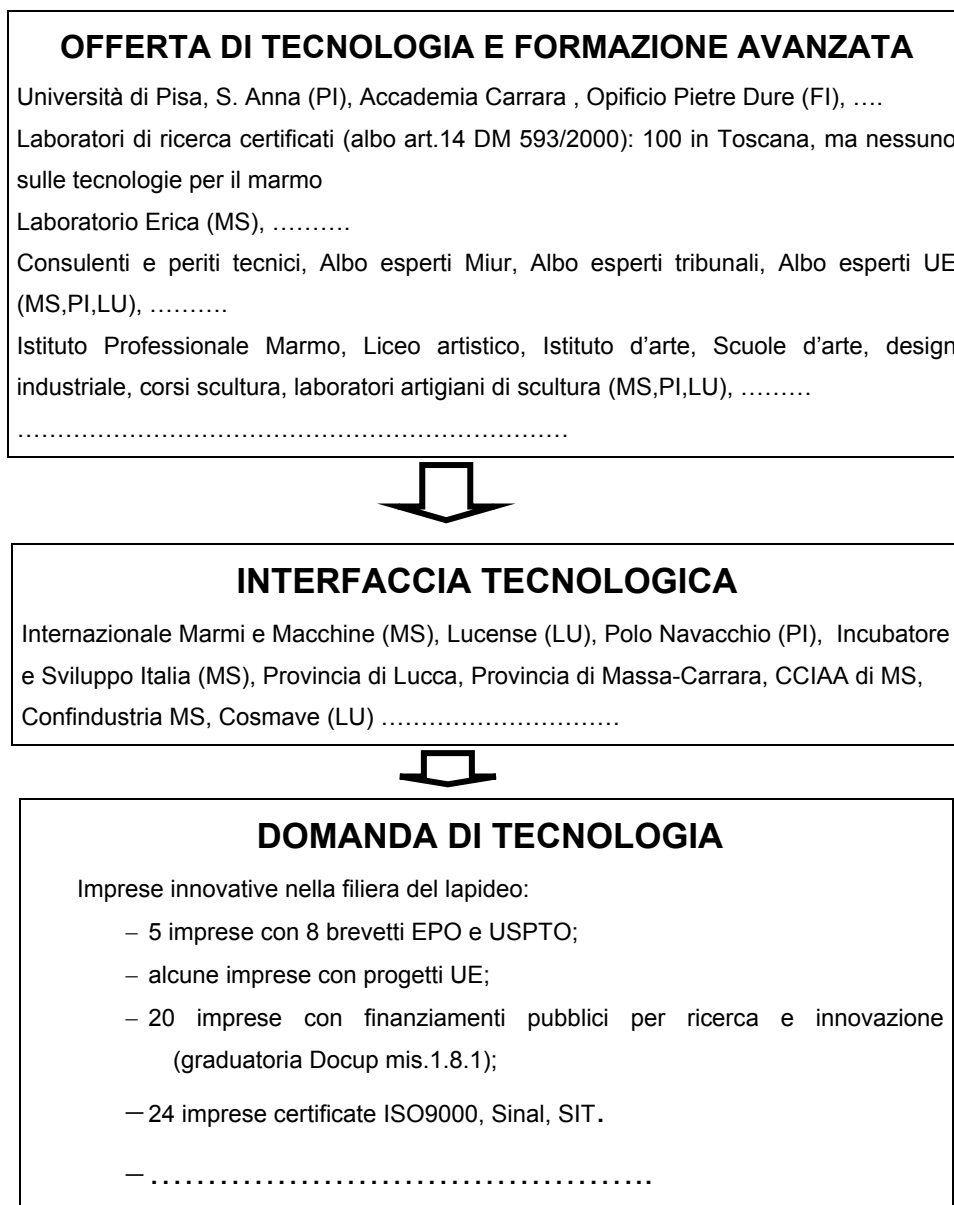 OFFERTA DI TECNOLOGIA E FORMAZIONE AVANZATA
Università di Pisa, S. Anna (PI), Accademia Carrara , Opificio Pietre Dure (FI), ….
Laboratori di ricerca certificati (albo art.14 DM 593/2000): 100 in Toscana, ma nessuno
sulle tecnologie per il marmo
Laboratorio Erica (MS), ……….
Consulenti e periti tecnici, Albo esperti Miur, Albo esperti tribunali, Albo esperti UE
(MS,PI,LU), ……….
Istituto Professionale Marmo, Liceo artistico, Istituto d’arte, Scuole d’arte, design
industriale, corsi scultura, laboratori artigiani di scultura (MS,PI,LU), ………
……………………………………………………………
INTERFACCIA TECNOLOGICA
Internazionale Marmi e Macchine (MS), Lucense (LU), Polo Navacchio (PI), Incubatore
e Sviluppo Italia (MS), Provincia di Lucca, Provincia di Massa-Carrara, CCIAA di MS,
Confindustria MS, Cosmave (LU) …………………………
DOMANDA DI TECNOLOGIA
Imprese innovative nella filiera del lapideo:
– 5 imprese con 8 brevetti EPO e USPTO;
– alcune imprese con progetti UE;
– 20 imprese con finanziamenti pubblici per ricerca e innovazione
(graduatoria Docup mis.1.8.1);
– 24 imprese certificate ISO9000, Sinal, SIT.
– ……………………………………….